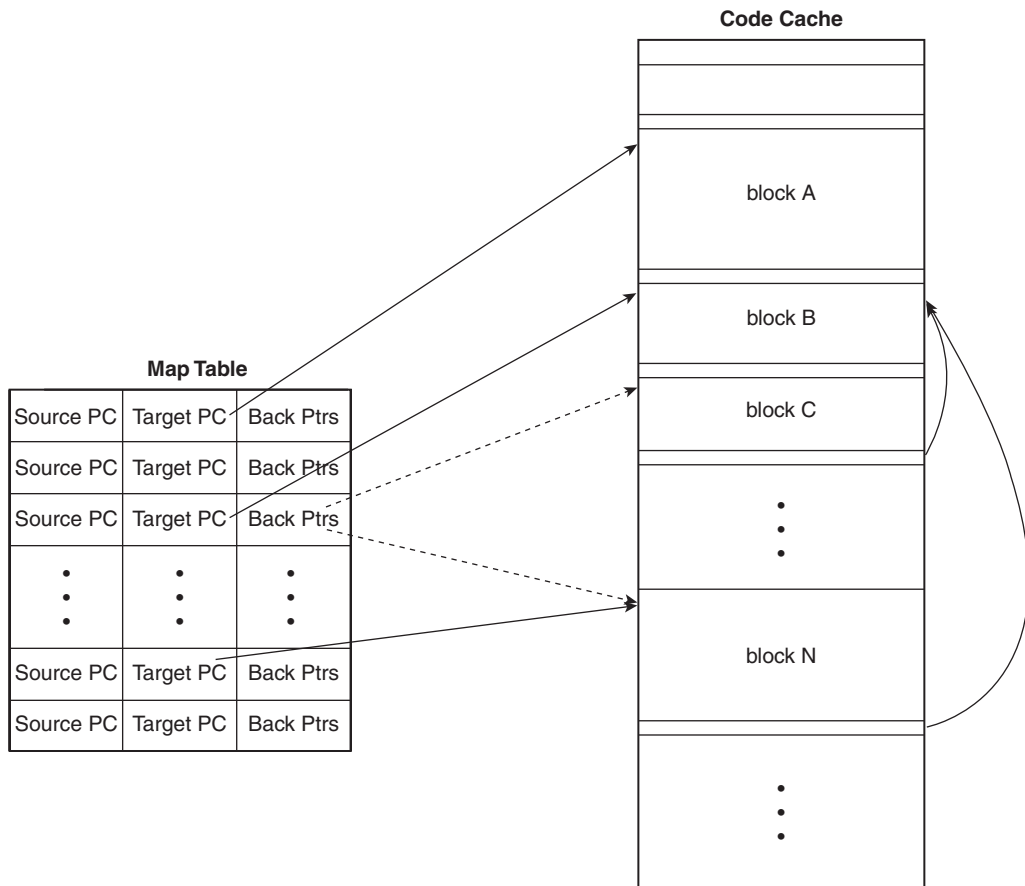 Code Cache
block A
block B
block C
block N
Map Table
Source PC Target PC Back Ptrs
Source PC Target PC Back Ptrs
Source PC Target PC Back Ptrs
Source PC Target PC Back Ptrs
Source PC Target PC Back Ptrs